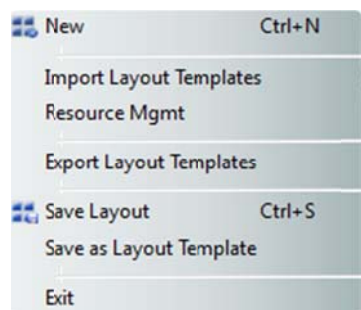 New Ctrl+N
Import Layout Templates
Resource Mgmt
Export Layout Templates
Save Layout Ctrl+S
Save as Layout Template
Exit